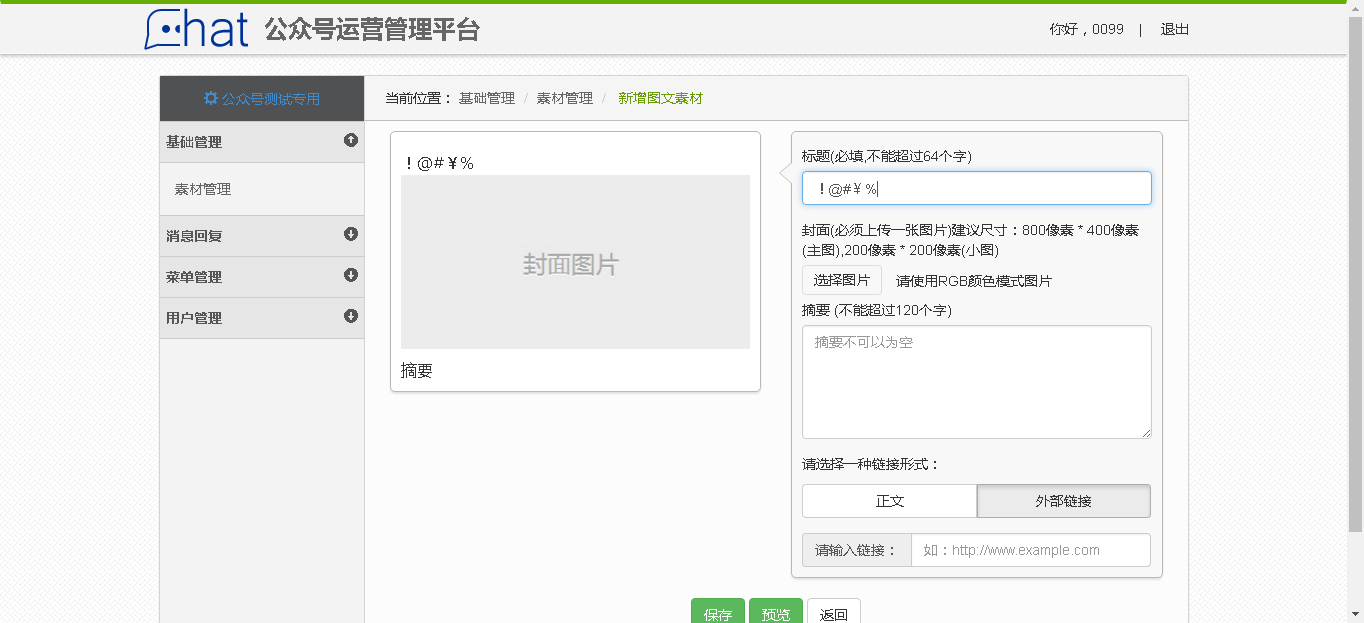 Chat 公众号运营管理平台
你好，0099 | 退出
公众号测试专用
当前位置： 基础管理 / 素材管理 / 新增图文素材
基础管理
素材管理
消息回复
菜单管理
用户管理
！@#￥%
封面图片
摘要
标题(必填,不能超过64个字)
！@#￥%
封面(必须上传一张图片)建议尺寸：800像素 * 400像素
(主图),200像素 * 200像素(小图)
选择图片 请使用RGB颜色模式图片
摘要 (不能超过120个字)
摘要不可以为空
请选择一种链接形式：
正文 外部链接
请输入链接： 如：http://www.example.com
保存 预览 返回